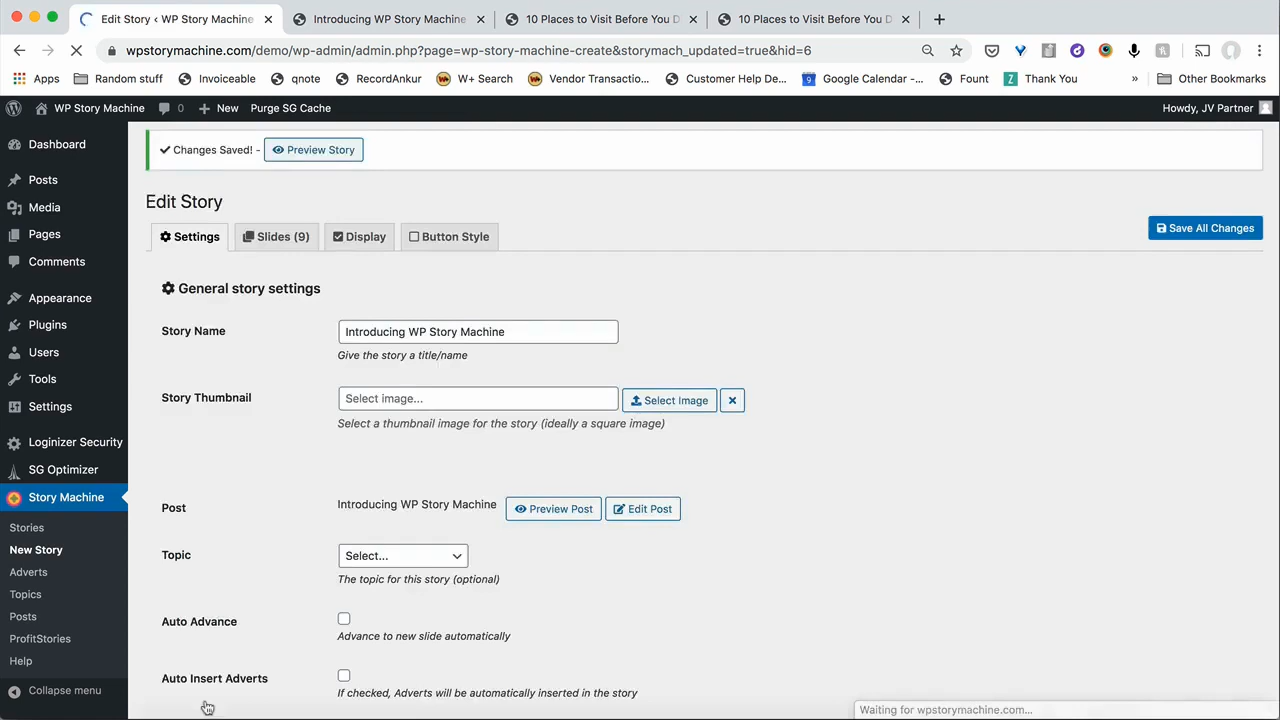 Edit Story ‹ WP Story Machine
Introducing WP Story Machine
10 Places to Visit Before You D
10 Places to Visit Before You D
wpstorymachine.com/demo/wp-admin/admin.php?page=wp-story-machine-create&storymach_updated=true&hid=6
Apps
Random stuff
Invoiceable
qnote
RecordAnkur
W+ Search
Vendor Transactio...
Customer Help De...
Google Calendar -...
Fount
Thank You
»
Other Bookmarks
WP Story Machine
0
New
Purge SG Cache
Howdy, JV Partner
Dashboard
Posts
Media
Pages
Comments
Appearance
Plugins
Users
Tools
Settings
Loginizer Security
SG Optimizer
Story Machine
Stories
New Story
Adverts
Topics
Posts
ProfitStories
Help
Collapse menu
Changes Saved! -
Preview Story
Edit Story
Settings
Slides (9)
Display
Button Style
Save All Changes
General story settings
Story Name
Introducing WP Story Machine
Give the story a title/name
Story Thumbnail
Select image...
Select Image
Select a thumbnail image for the story (ideally a square image)
Post
Introducing WP Story Machine
Preview Post
Edit Post
Topic
Select...
The topic for this story (optional)
Auto Advance
Advance to new slide automatically
Auto Insert Adverts
If checked, Adverts will be automatically inserted in the story
Waiting for wpstorymachine.com...